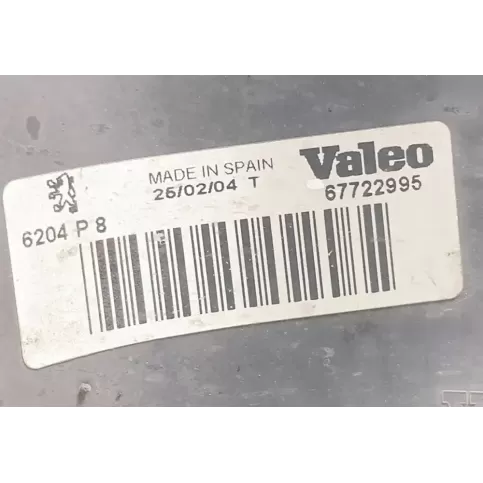 MADE IN SPAIN
25/02/04 T
Valeo
67722995
6204 P 8